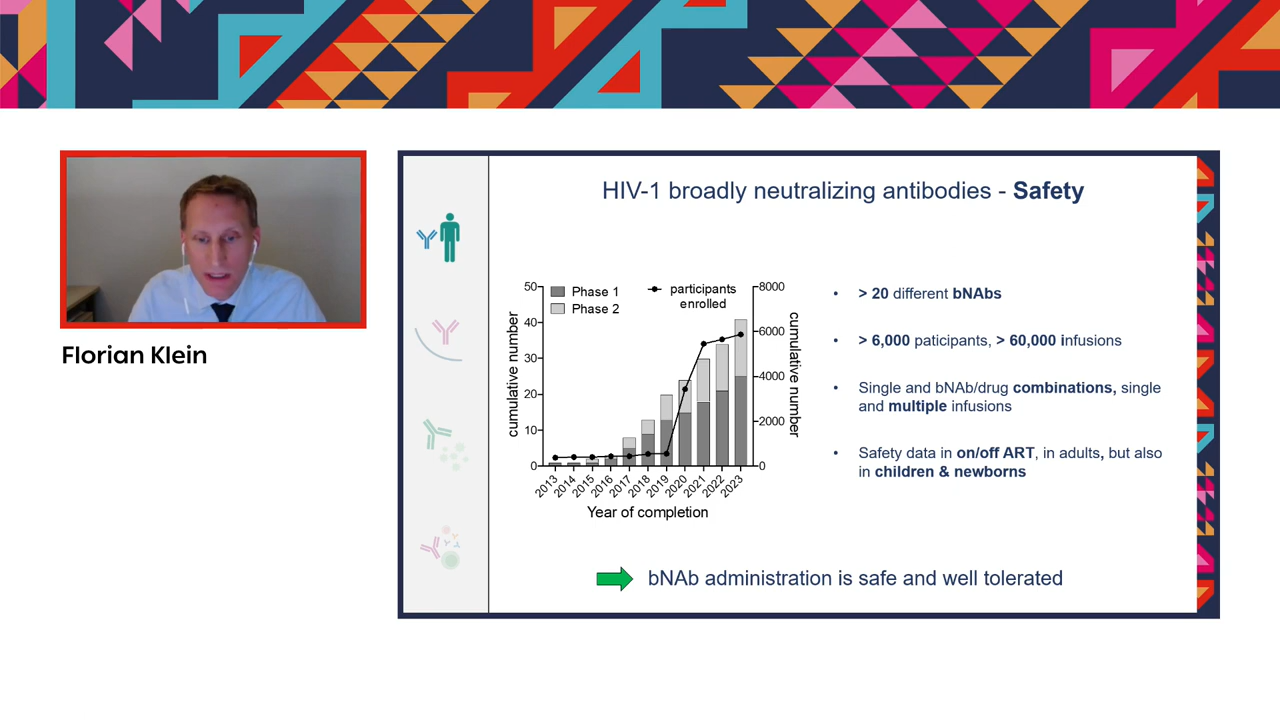 HIV-1 broadly neutralizing antibodies - Safety
Florian Klein
Phase 1
Phase 2
participants
enrolled
50
40
30
20
10
0
cumulative number
8000
6000
4000
2000
0
cumulative number
2013
2014
2015
2016
2017
2018
2019
2020
2021
2022
2023
Year of completion
• > 20 different bNAbs
• > 6,000 paticipants, > 60,000 infusions
• Single and bNAb/drug combinations, single
and multiple infusions
• Safety data in on/off ART, in adults, but also
in children & newborns
bNAb administration is safe and well tolerated